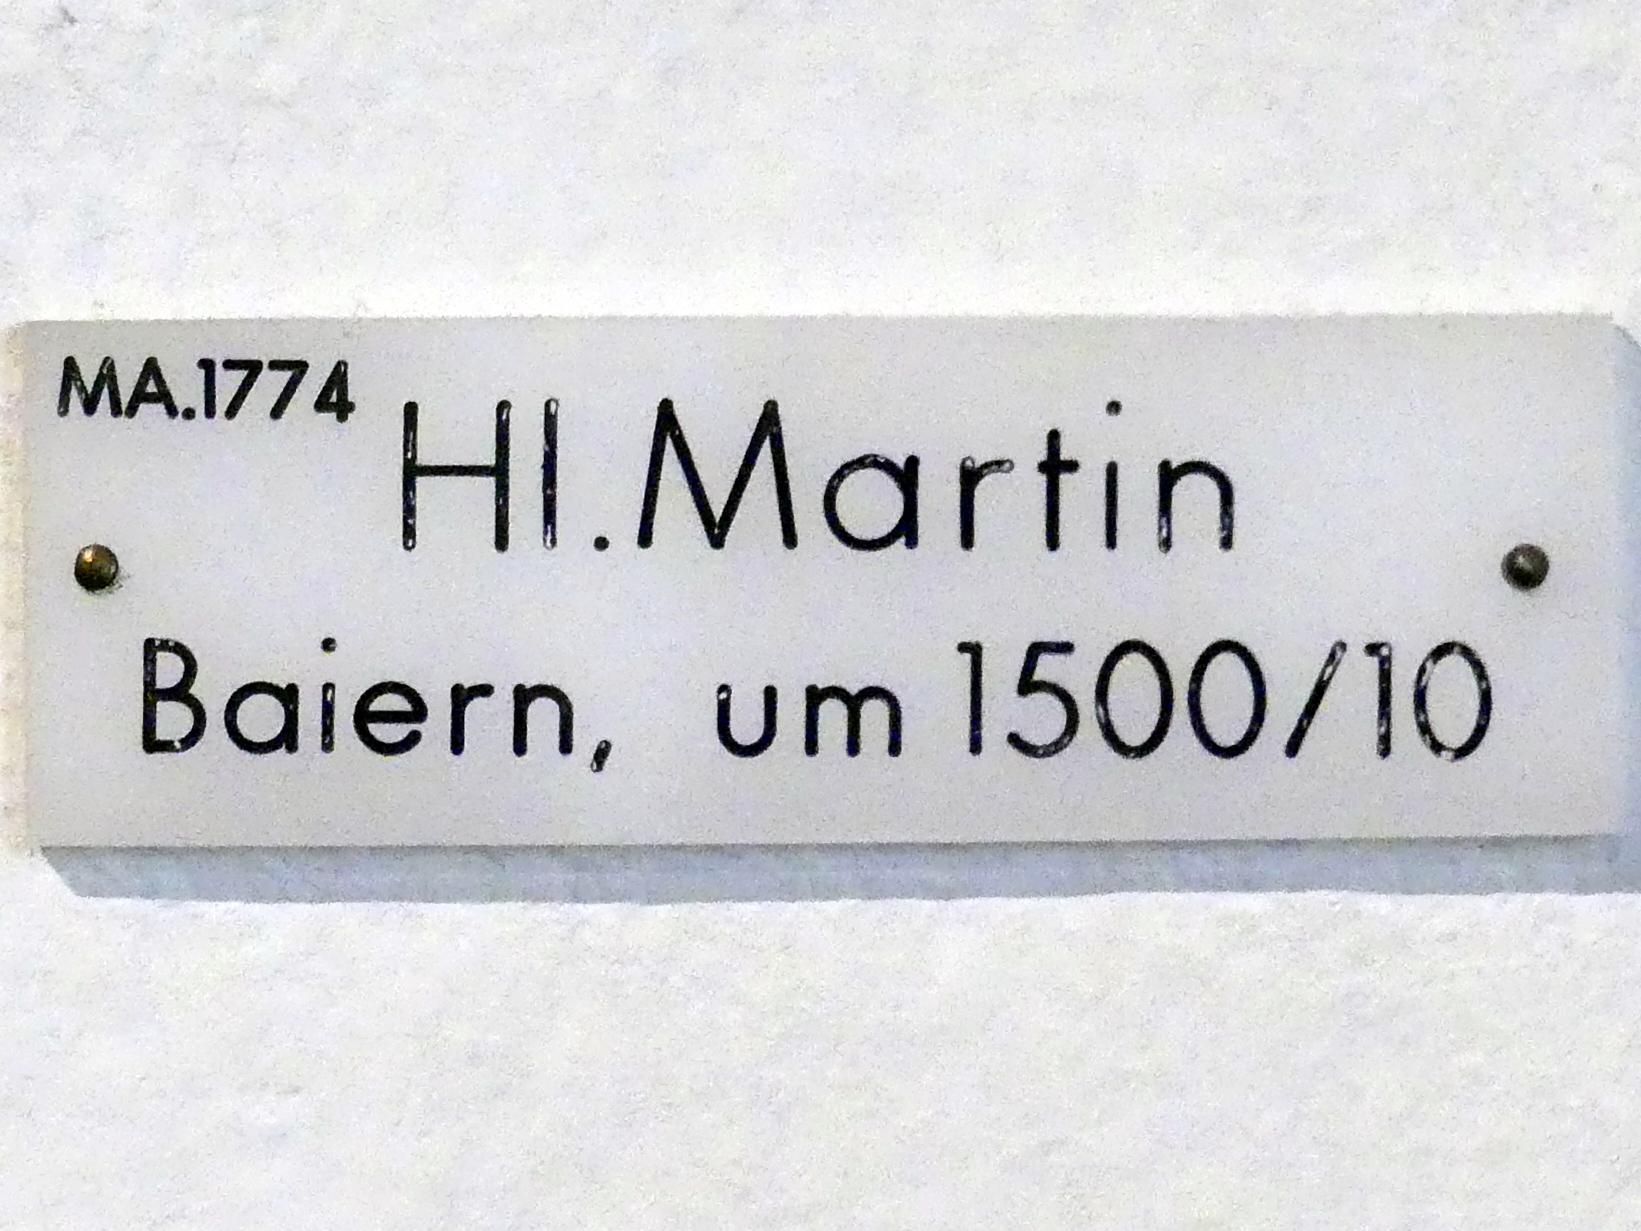 MA.1774
Hl.Martin
Baiern, um 1500/10